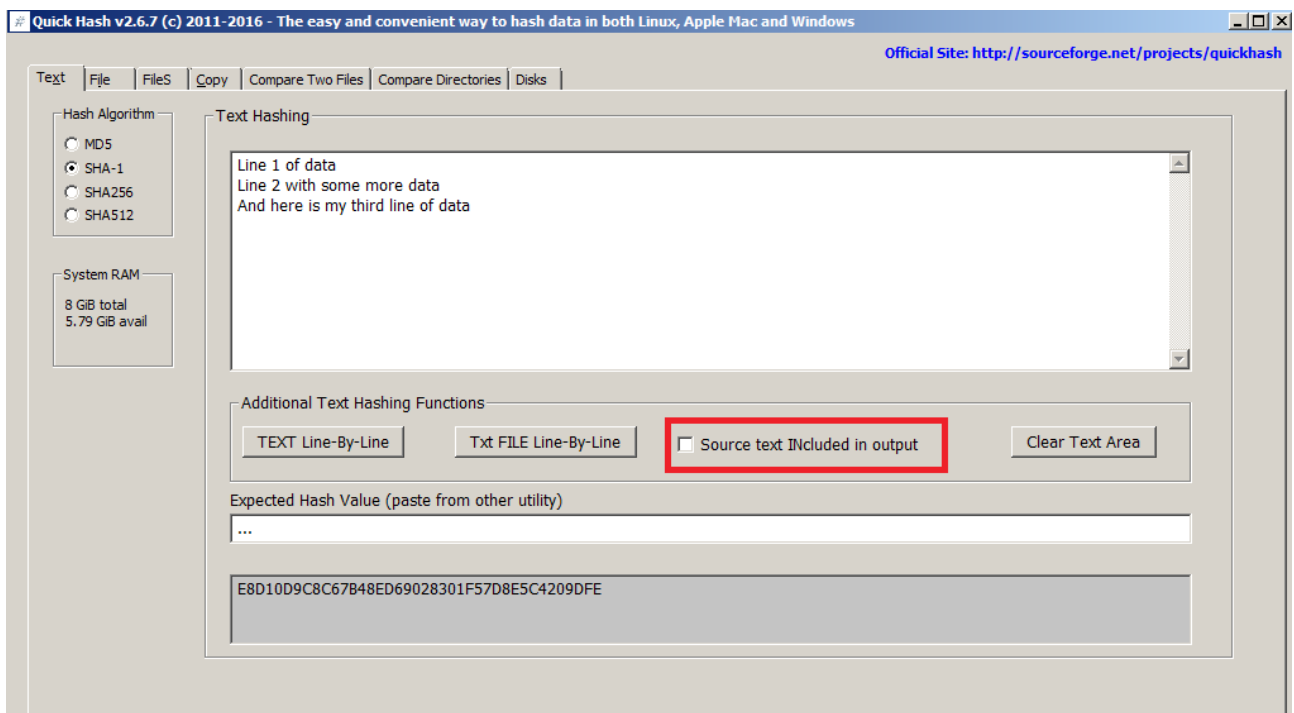 # Quick Hash v2.6.7 (c) 2011-2016 - The easy and convenient way to hash data in both Linux, Apple Mac and Windows
Official Site: http://sourceforge.net/projects/quickhash
Text File FileS Copy Compare Two Files Compare Directories Disks
Hash Algorithm
MD5
SHA-1
SHA256
SHA512
System RAM
8 GiB total
5.79 GiB avail
Text Hashing
Line 1 of data
Line 2 with some more data
And here is my third line of data
Additional Text Hashing Functions
TEXT Line-By-Line Txt FILE Line-By-Line Source text INcluded in output Clear Text Area
Expected Hash Value (paste from other utility)
...
E8D10D9C8C67B48ED69028301F57D8E5C4209DFE